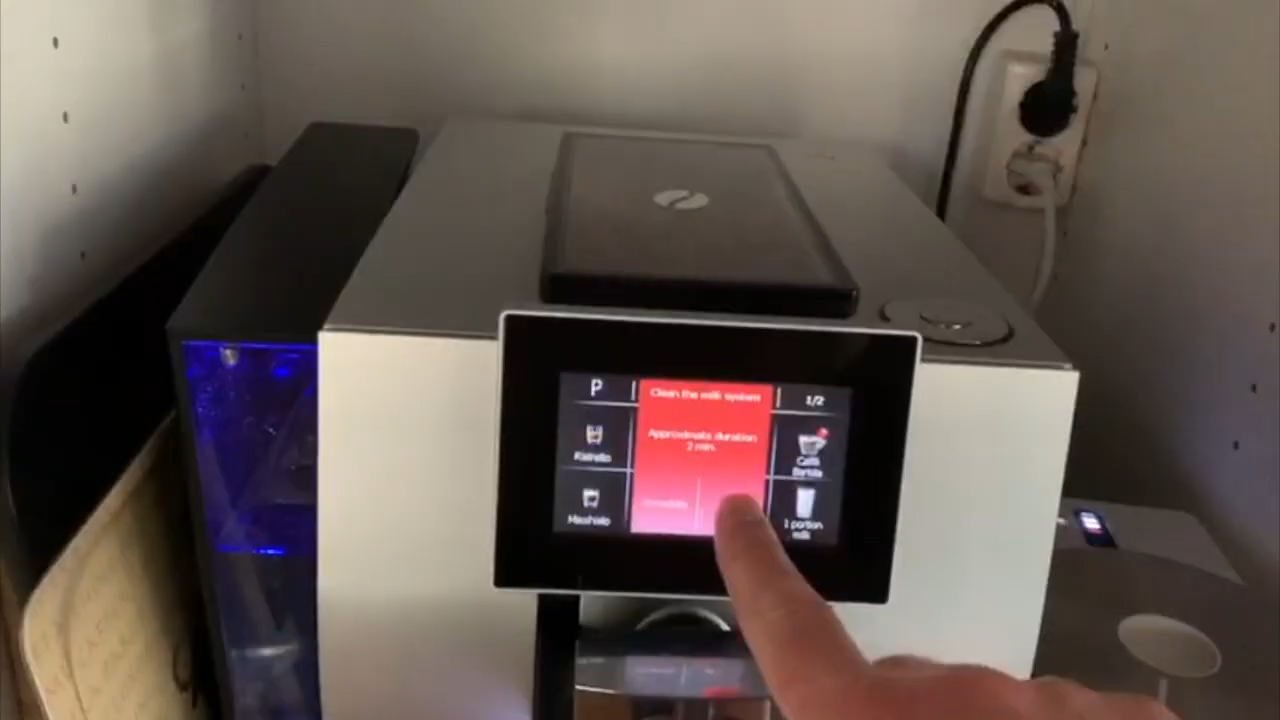 P
Clean the milk system
1/2
Approximate duration
2 min.
Ristretto
Caffè
Barista
Macchiato
1 portion
milk